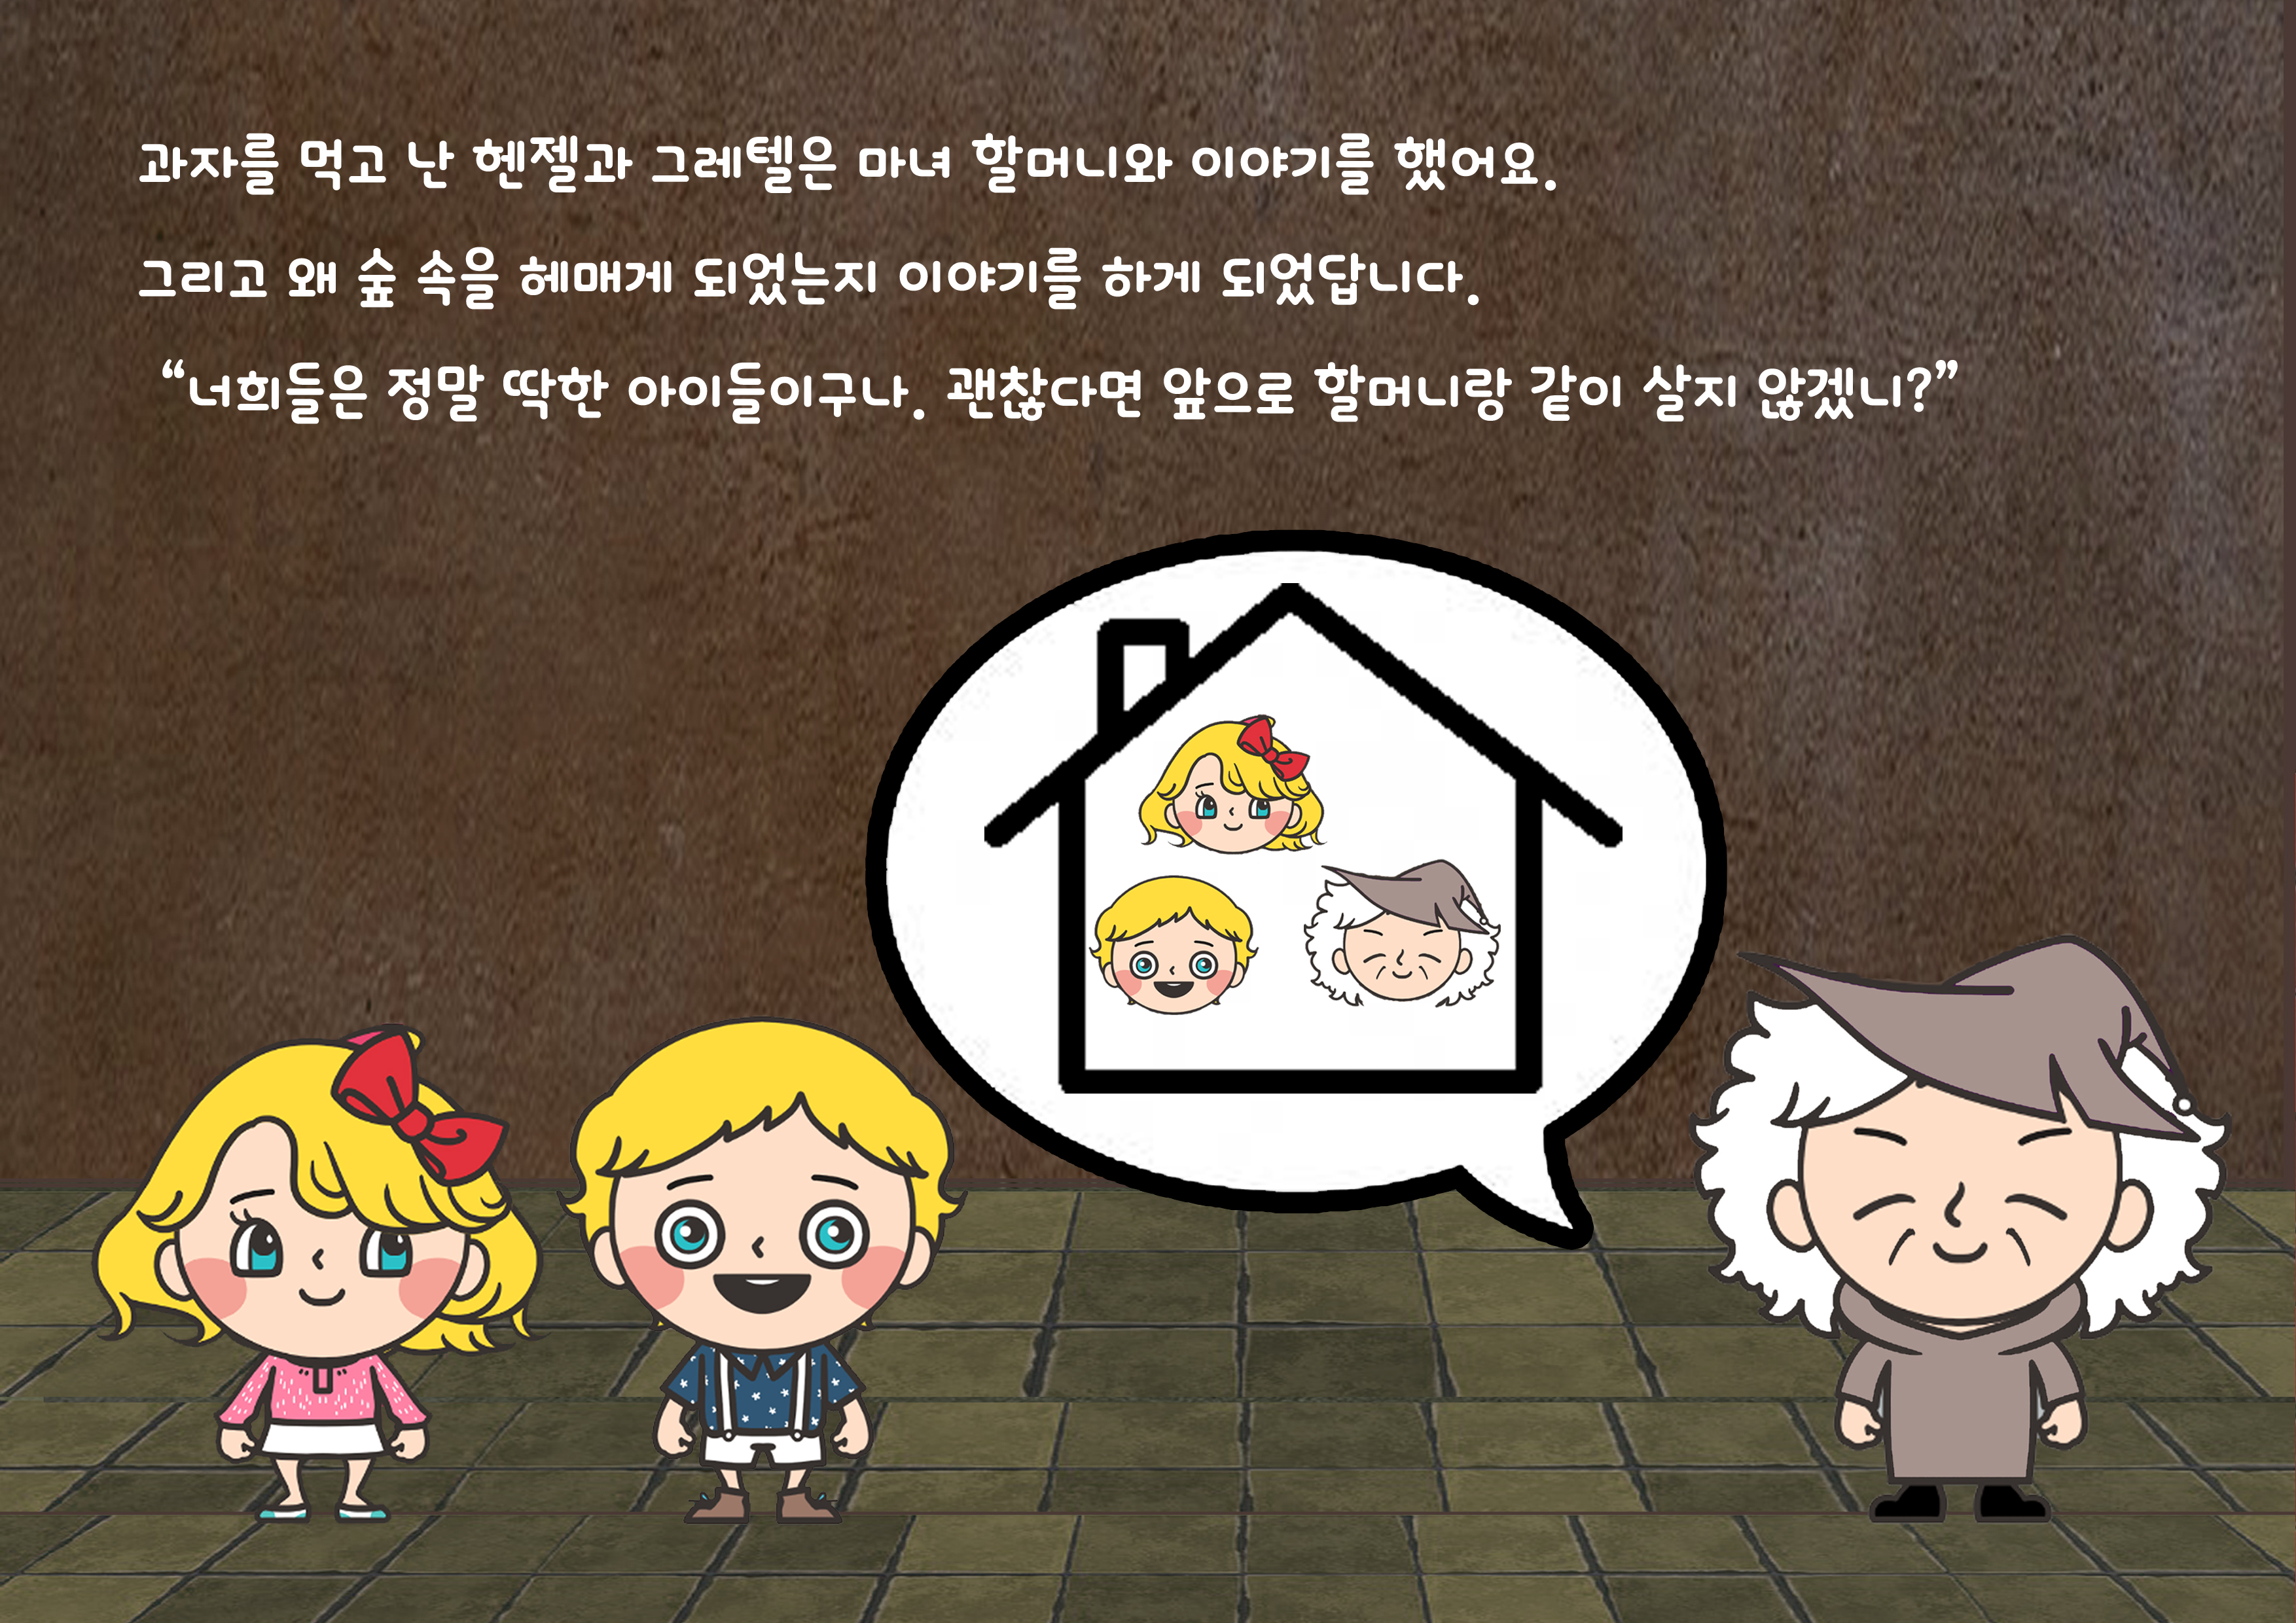 과자를 먹고 난 헨젤과 그레텔은 마녀 할머니와 이야기를 했어요.
그리고 왜 숲 속을 헤매게 되었는지 이야기를 하게 되었답니다.
“너희들은 정말 딱한 아이들이구나. 괜찮다면 앞으로 할머니랑 같이 살지 않겠니?”